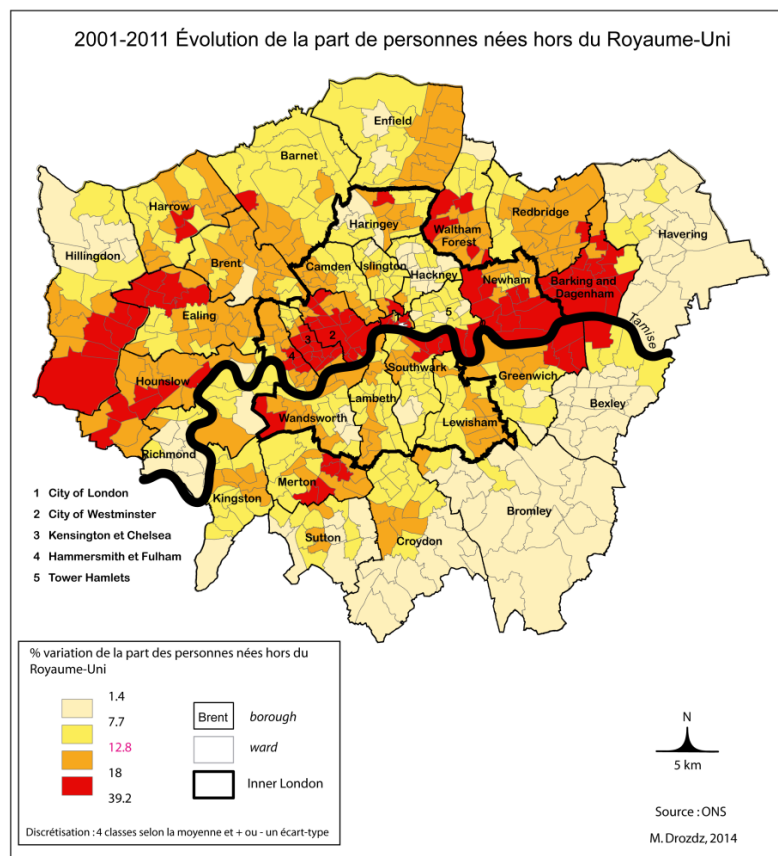 2001-2011 Évolution de la part de personnes nées hors du Royaume-Uni
Enfield
Barnet
Harrow
Haringey
Waltham
Forest
Redbridge
Havering
Hillingdon
Brent
Camden
Islington
Hackney
Newham
Barking and
Dagenham
Ealing
5
3
2
1
4
Tamise
Hounslow
Southwark
Greenwich
Bexley
Wandsworth
Lambeth
Lewisham
Richmond
Merton
Kingston
Bromley
Sutton
Croydon
1 City of London
2 City of Westminster
3 Kensington et Chelsea
4 Hammersmith et Fulham
5 Tower Hamlets
% variation de la part des personnes nées hors du
Royaume-Uni
1.4
7.7
12.8
18
39.2
Brent borough
ward
Inner London
Discrétisation : 4 classes selon la moyenne et + ou - un écart-type
N
5 km
Source : ONS
M. Drozdz, 2014